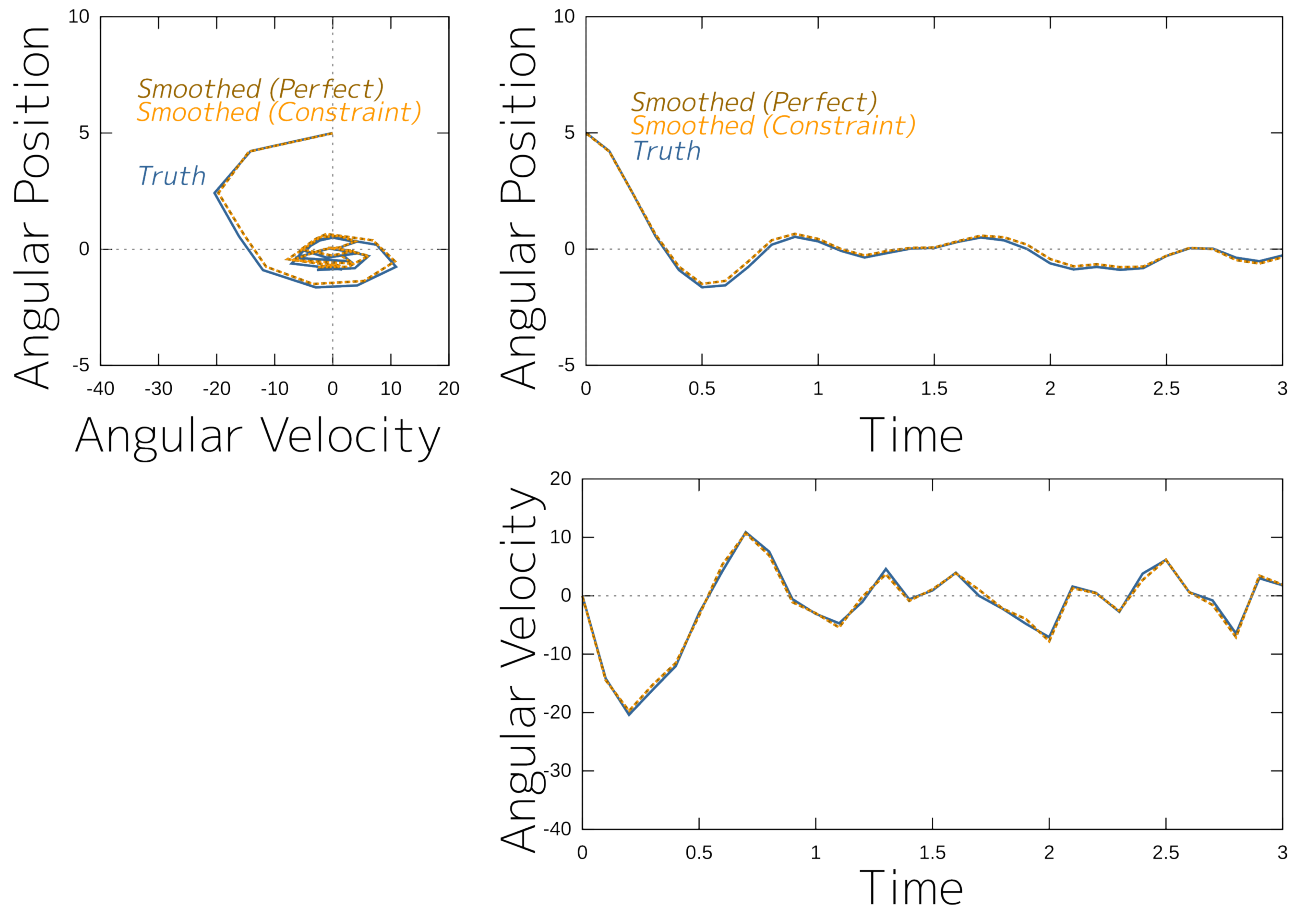 Angular Position
10
5
0
-5
Smoothed (Perfect)
Smoothed (Constraint)
Truth
-40 -30 -20 -10 0 10 20
Angular Velocity
Angular Position
10
5
0
-5
Smoothed (Perfect)
Smoothed (Constraint)
Truth
0 0.5 1 1.5 2 2.5 3
Time
Angular Velocity
20
10
0
-10
-20
-30
-40
0 0.5 1 1.5 2 2.5 3
Time